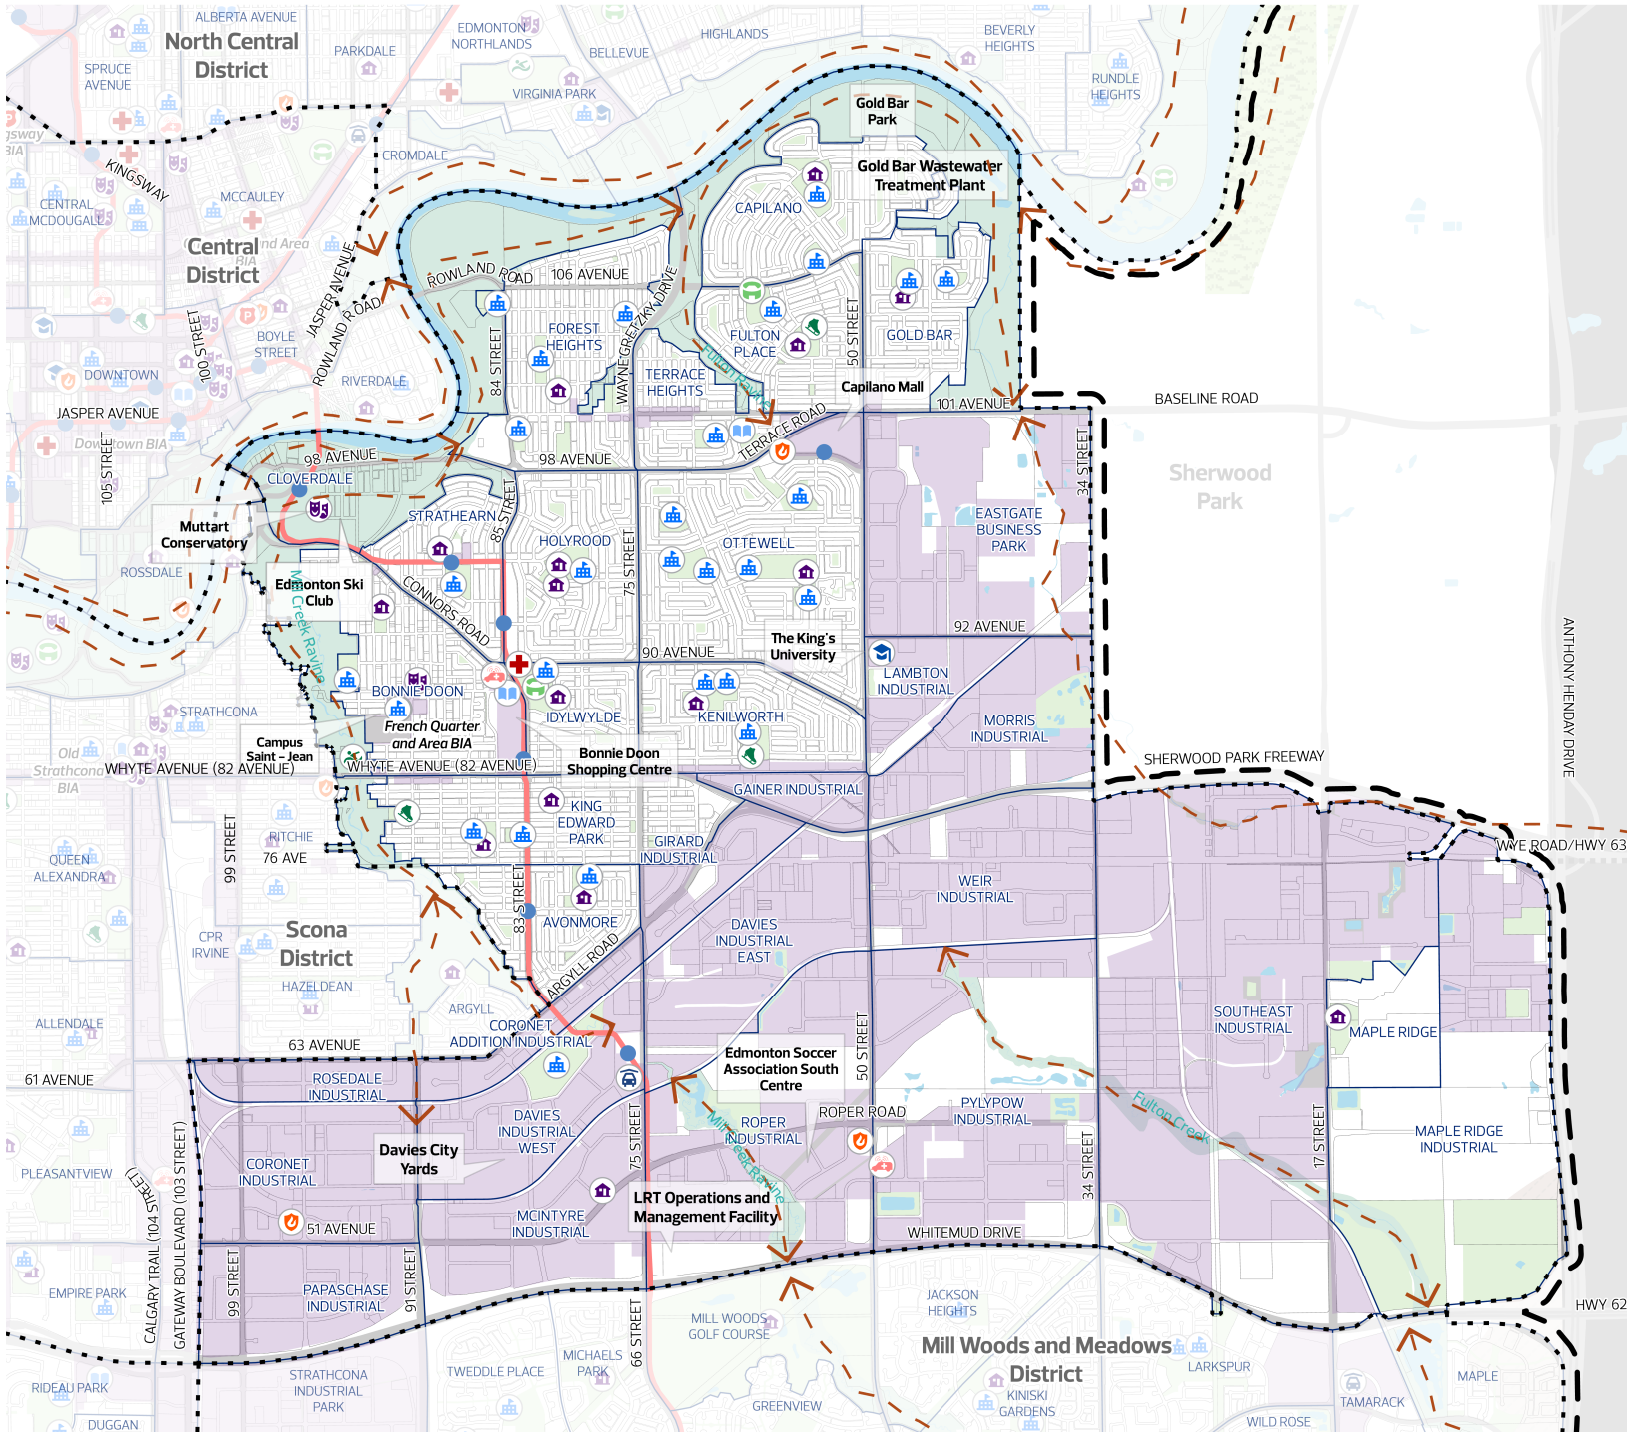 ALBERTA AVENUE
North Central
District
PARKDALE
EDMONTON
NORTHLANDS
BELLEVUE
HIGHLANDS
BEVERLY
HEIGHTS
SPRUCE
AVENUE
VIRGINIA PARK
RUNDLE
HEIGHTS
Gold Bar
Park
gsway
BIA
KINGSWAY
CROMDALE
Gold Bar Wastewater
Treatment Plant
CENTRAL
MCDOUGALL
MCCAULEY
CAPILANO
Central
District
nd Area
BIA
JASPER AVENUE
ROWLAND ROAD
106 AVENUE
ROWLAND ROAD
100 STREET
BOYLE
STREET
84 STREET
FOREST
HEIGHTS
WAYNE GRETZKY DRIVE
FULTON
PLACE
50 STREET
GOLD BAR
Fulton Ravine
DOWNTOWN
RIVERDALE
TERRACE
HEIGHTS
Capilano Mall
101 AVENUE
BASELINE ROAD
JASPER AVENUE
Downtown BIA
TERRACE ROAD
105 STREET
98 AVENUE
98 AVENUE
34 STREET
CLOVERDALE
Sherwood
Park
STRATHEARN
85 STREET
EASTGATE
BUSINESS
PARK
Muttart
Conservatory
HOLYROOD
OTTEWELL
75 STREET
ROSSDALE
Edmonton Ski
Club
Mill Creek Ravine
CONNORS ROAD
92 AVENUE
The King's
University
90 AVENUE
ANTHONY HENDAY DRIVE
LAMBTON
INDUSTRIAL
BONNIE DOON
STRATHCONA
IDYLWYLDE
KENILWORTH
MORRIS
INDUSTRIAL
French Quarter
and Area BIA
Campus
Saint - Jean
Old
Strathcona
BIA
Bonnie Doon
Shopping Centre
SHERWOOD PARK FREEWAY
WHYTE AVENUE (82 AVENUE)
WHYTE AVENUE (82 AVENUE)
GAINER INDUSTRIAL
KING
EDWARD
PARK
99 STREET
RITCHIE
76 AVE
GIRARD
INDUSTRIAL
WYE ROAD/HWY 63
QUEEN
ALEXANDRA
WEIR
INDUSTRIAL
83 STREET
AVONMORE
Scona
District
CPR
IRVINE
DAVIES
INDUSTRIAL
EAST
ARGYLL ROAD
HAZELDEAN
ARGYLL
ALLENDALE
CORONET
ADDITION INDUSTRIAL
SOUTHEAST
INDUSTRIAL
MAPLE RIDGE
63 AVENUE
50 STREET
Edmonton Soccer
Association South
Centre
61 AVENUE
ROSEDALE
INDUSTRIAL
ROPER ROAD
PYLYPOW
INDUSTRIAL
Fulton Creek
DAVIES
INDUSTRIAL
WEST
ROPER
INDUSTRIAL
Mill Creek Ravine
75 STREET
17 STREET
MAPLE RIDGE
INDUSTRIAL
Davies City
Yards
PLEASANTVIEW
CORONET
INDUSTRIAL
34 STREET
CALGARY TRAIL (104 STREET)
GATEWAY BOULEVARD (103 STREET)
LRT Operations and
Management Facility
MCINTYRE
INDUSTRIAL
51 AVENUE
WHITEMUD DRIVE
99 STREET
91 STREET
EMPIRE PARK
PAPASCHASE
INDUSTRIAL
JACKSON
HEIGHTS
HWY 62
MILL WOODS
GOLF COURSE
66 STREET
Mill Woods and Meadows
District
MICHAELS
PARK
TWEDDLE PLACE
LARKSPUR
STRATHCONA
INDUSTRIAL
PARK
RIDEAU PARK
MAPLE
KINISKI
GARDENS
TAMARACK
GREENVIEW
DUGGAN
WILD ROSE